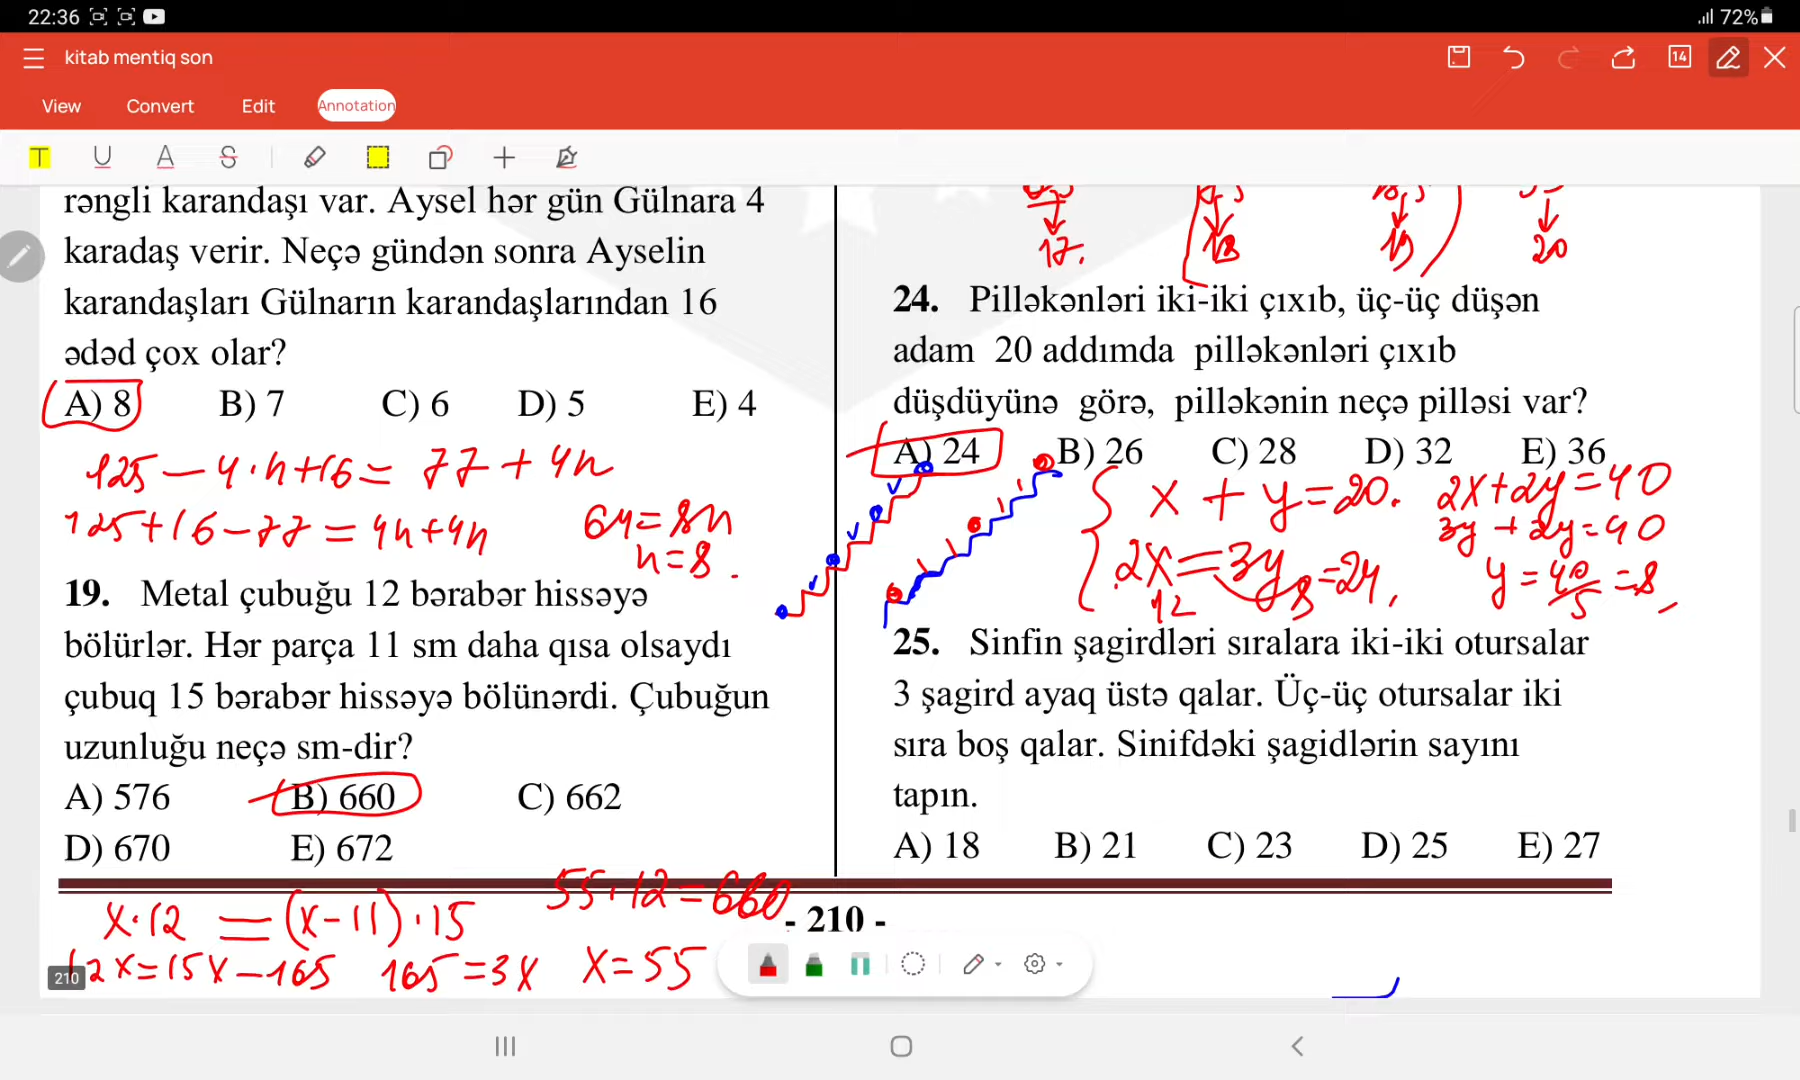 22:36
72%
kitab mentiq son
14
View Convert Edit Annotation
rəngli karandaşı var. Aysel hər gün Gülnara 4
karadaş verir. Neçə gündən sonra Ayselin
karandaşları Gülnarın karandaşlarından 16
ədəd çox olar?
A) 8 B) 7 C) 6 D) 5 E) 4
125 - 4·n+16= 77 + 4n
125+16-77=4n+4n 64=8n
n=8.
19. Metal çubuğu 12 bərabər hissəyə
bölürlər. Hər parça 11 sm daha qısa olsaydı
çubuq 15 bərabər hissəyə bölünərdi. Çubuğun
uzunluğu neçə sm-dir?
A) 576 B) 660 C) 662
D) 670 E) 672
55·12=660
x·12 = (x-11)·15
12x=15x-165 165=3x x=55
17. 18 19 20
24. Pilləkənləri iki-iki çıxıb, üç-üç düşən
adam 20 addımda pilləkənləri çıxıb
düşdüyünə görə, pilləkənin neçə pilləsi var?
A) 24 B) 26 C) 28 D) 32 E) 36
x + y=20. 2x+2y=40
3y+2y=40
2x=3y=24, y=40/5=8,
12 8
25. Sinfin şagirdləri sıralara iki-iki otursalar
3 şagird ayaq üstə qalar. Üç-üç otursalar iki
sıra boş qalar. Sinifdəki şagidlərin sayını
tapın.
A) 18 B) 21 C) 23 D) 25 E) 27
- 210 -
210